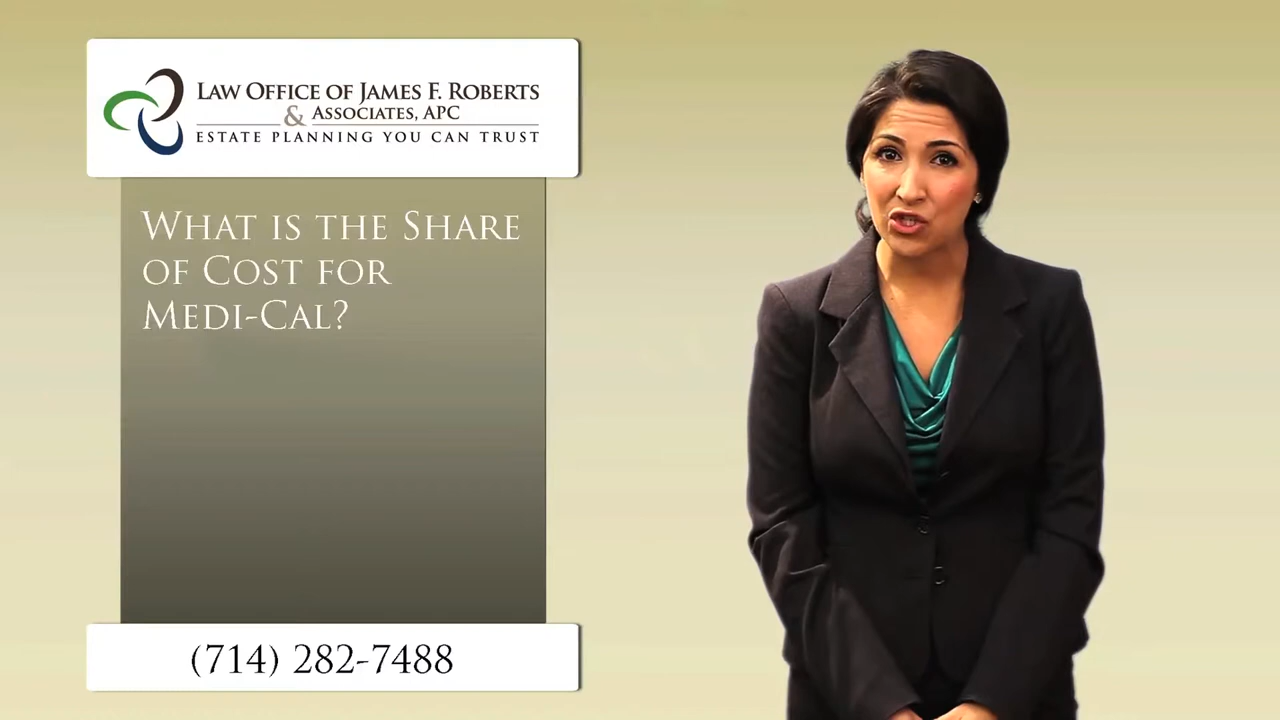 LAW OFFICE OF JAMES F. ROBERTS
& ASSOCIATES, APC
ESTATE PLANNING YOU CAN TRUST
WHAT IS THE SHARE
OF COST FOR
MEDI-CAL?
(714) 282-7488